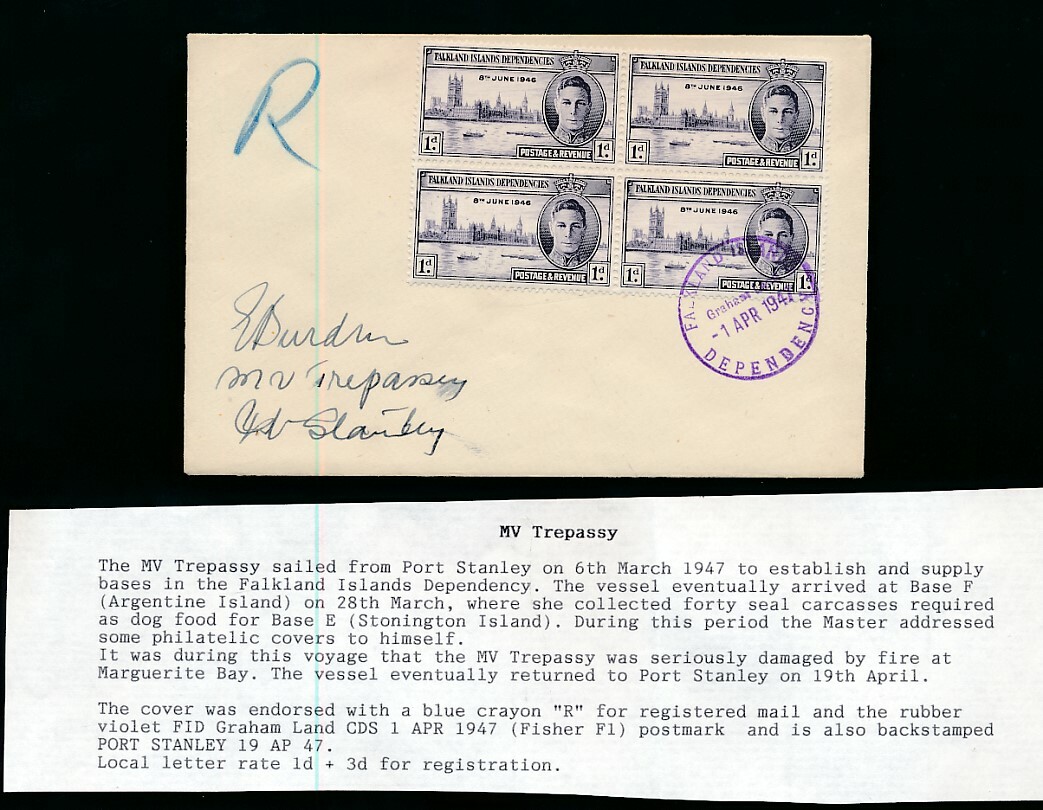 R
FALKLAND ISLANDS DEPENDENCIES
8TH JUNE 1946
1d.
POSTAGE & REVENUE
1d.
FALKLAND ISLANDS DEPENDENCIES
8TH JUNE 1946
1d.
POSTAGE & REVENUE
1d.
FALKLAND ISLANDS DEPENDENCIES
8TH JUNE 1946
1d.
POSTAGE & REVENUE
1d.
FALKLAND ISLANDS DEPENDENCIES
8TH JUNE 1946
1d.
POSTAGE & REVENUE
1d.
FALKLAND ISLAND
Graham
-1 APR 1947
DEPENDENCY
MV Trepassey
Stanley
MV Trepassy
The MV Trepassy sailed from Port Stanley on 6th March 1947 to establish and supply
bases in the Falkland Islands Dependency. The vessel eventually arrived at Base F
(Argentine Island) on 28th March, where she collected forty seal carcasses required
as dog food for Base E (Stonington Island). During this period the Master addressed
some philatelic covers to himself.
It was during this voyage that the MV Trepassy was seriously damaged by fire at
Marguerite Bay. The vessel eventually returned to Port Stanley on 19th April.
The cover was endorsed with a blue crayon "R" for registered mail and the rubber
violet FID Graham Land CDS 1 APR 1947 (Fisher F1) postmark  and is also backstamped
PORT STANLEY 19 AP 47.
Local letter rate 1d + 3d for registration.